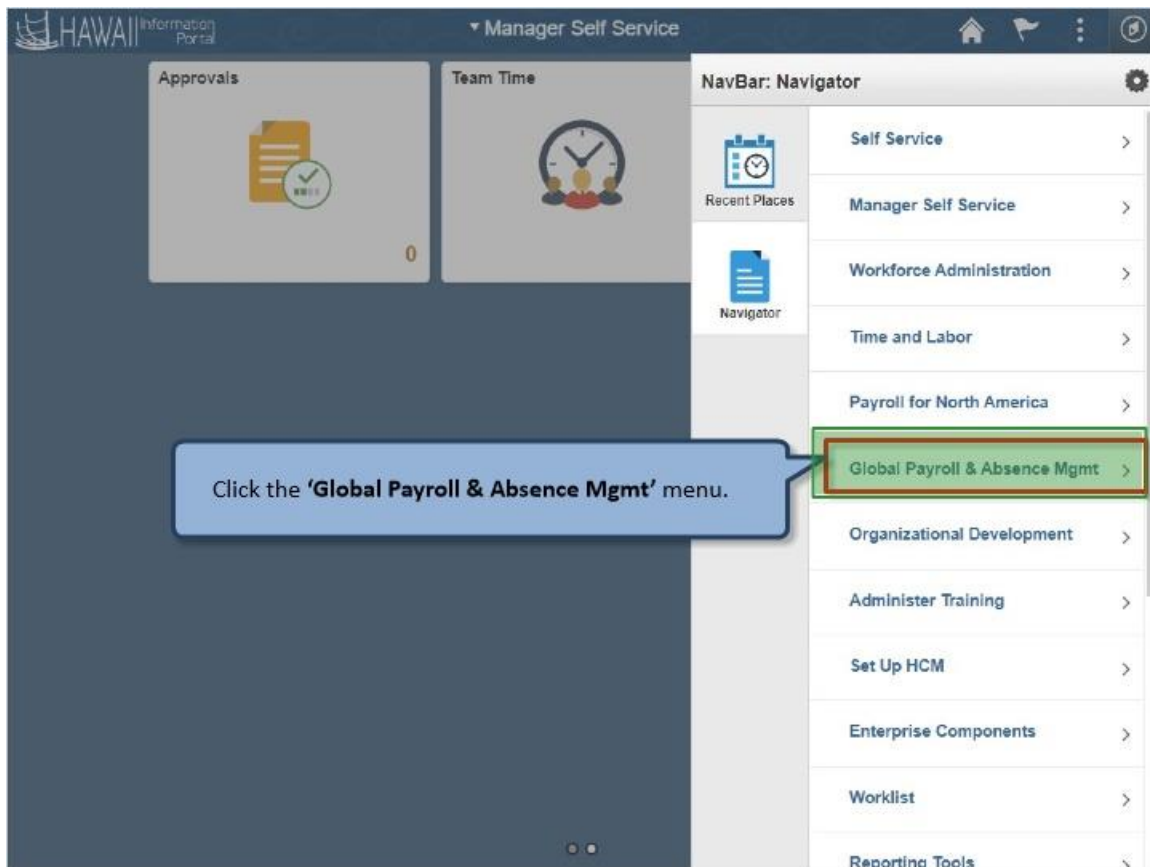 HAWAII Information
Portal
Manager Self Service
Approvals
0
Team Time
NavBar: Navigator
Recent Places
Navigator
Self Service
Manager Self Service
Workforce Administration
Time and Labor
Payroll for North America
Global Payroll & Absence Mgmt
Click the 'Global Payroll & Absence Mgmt' menu.
Organizational Development
Administer Training
Set Up HCM
Enterprise Components
Worklist
Reporting Tools